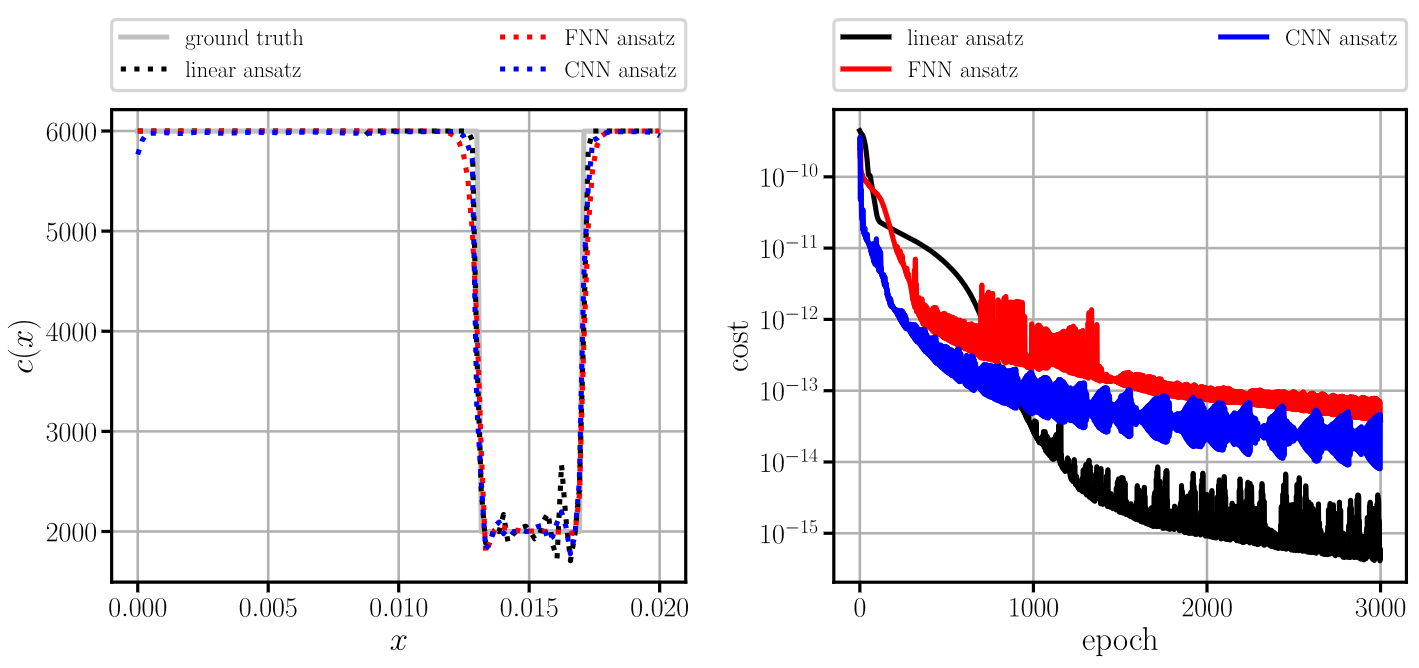 ground truth
linear ansatz
FNN ansatz
CNN ansatz
6000
5000
4000
3000
2000
c(x)
0.000 0.005 0.010 0.015 0.020
x
linear ansatz
FNN ansatz
CNN ansatz
10⁻¹⁰
10⁻¹¹
10⁻¹²
10⁻¹³
10⁻¹⁴
10⁻¹⁵
cost
0 1000 2000 3000
epoch